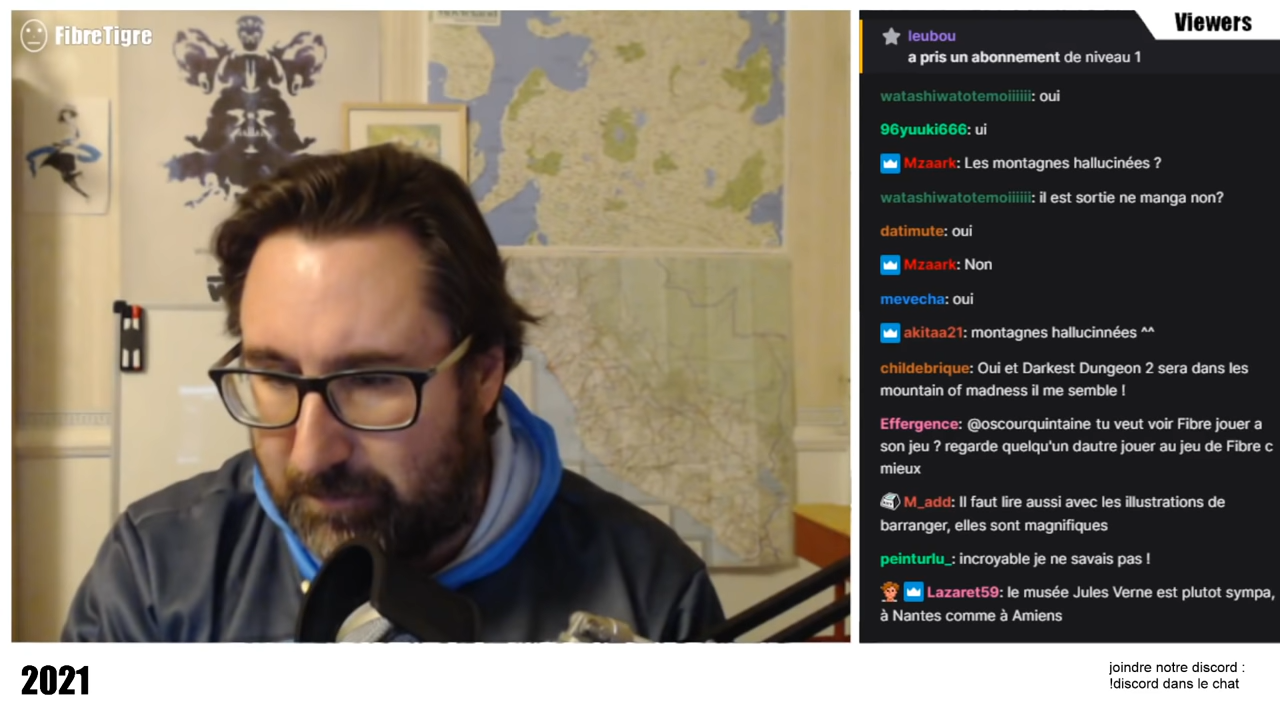 FibreTigre
Viewers
leubou
a pris un abonnement de niveau 1
watashiwatotemoiiiiii: oui
96yuuki666: ui
Mzaark: Les montagnes hallucinées ?
watashiwatotemoiiiiii: il est sortie ne manga non?
datimute: oui
Mzaark: Non
mevecha: oui
akitaa21: montagnes hallucinnées ^^
childebrique: Oui et Darkest Dungeon 2 sera dans les
mountain of madness il me semble !
Effergence: @oscourquintaine tu veut voir Fibre jouer a
son jeu ? regarde quelqu'un dautre jouer au jeu de Fibre c
mieux
M_add: Il faut lire aussi avec les illustrations de
barranger, elles sont magnifiques
peinturlu_: incroyable je ne savais pas !
Lazaret59: le musée Jules Verne est plutot sympa,
à Nantes comme à Amiens
2021
joindre notre discord :
!discord dans le chat